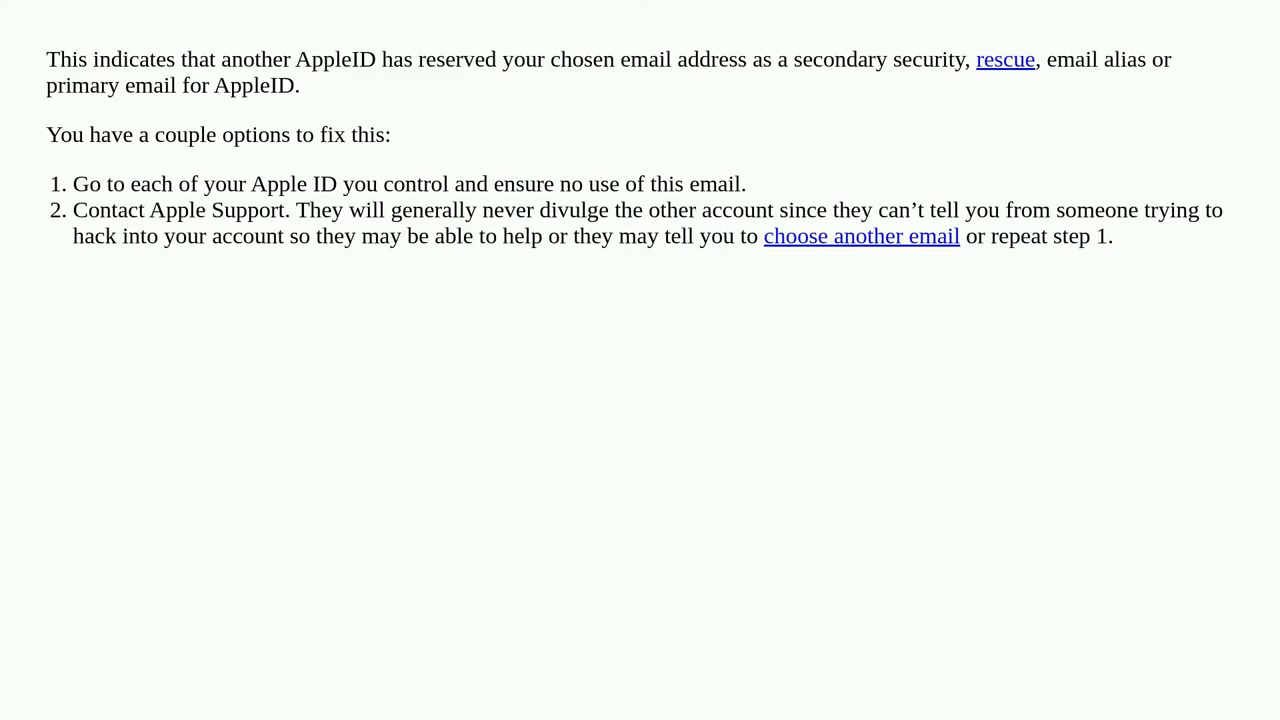 This indicates that another AppleID has reserved your chosen email address as a secondary security, rescue, email alias or
primary email for AppleID.
You have a couple options to fix this:
1. Go to each of your Apple ID you control and ensure no use of this email.
2. Contact Apple Support. They will generally never divulge the other account since they can’t tell you from someone trying to
hack into your account so they may be able to help or they may tell you to choose another email or repeat step 1.